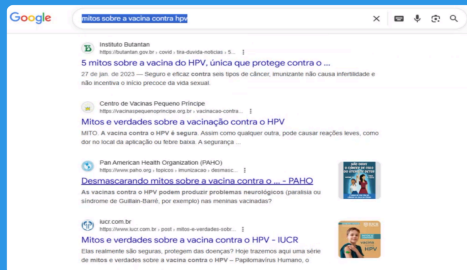 Google
mitos sobre a vacina contra hpv
Instituto Butantan
https://butantan.gov.br › covid › tira-duvida-noticias › 5...
5 mitos sobre a vacina do HPV, única que protege contra o ...
27 de jan. de 2023 — Seguro e eficaz contra seis tipos de câncer, imunizante não causa infertilidade e
não incentiva o início precoce da vida sexual.
Centro de Vacinas Pequeno Príncipe
https://vacinaspequenoprincipe.org.br › vacinacao-contra...
Mitos e verdades sobre a vacinação contra o HPV
MITO. A vacina contra o HPV é segura. Assim como qualquer outra, pode causar reações leves, como
dor no local da aplicação ou febre baixa. A segurança ...
Pan American Health Organization (PAHO)
https://www.paho.org › topics › imunizacao › desmasc...
Desmascarando mitos sobre a vacina contra o ... - PAHO
As vacinas contra o HPV podem produzir problemas neurológicos (paralisia ou
síndrome de Guillain-Barré, por exemplo) nas meninas vacinadas?
iucr.com.br
https://www.iucr.com.br › post › mitos-e-verdades-sobr...
Mitos e verdades sobre a vacina contra o HPV - IUCR
Elas realmente são seguras, protegem das doenças? Hoje trazemos aqui uma série
de mitos e verdades sobre a vacina contra o HPV – Papilomavírus Humano, o
HPV